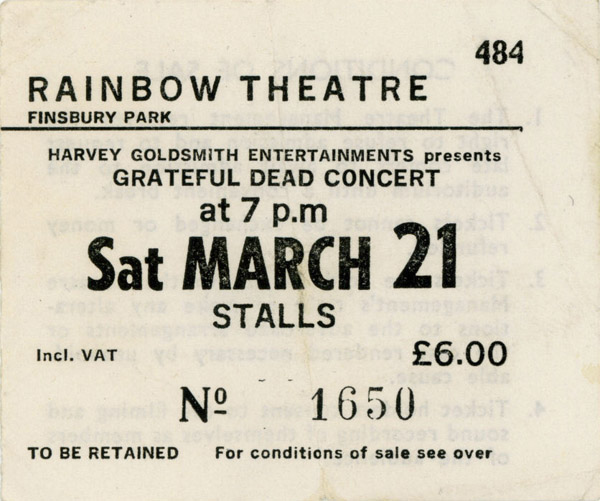 484
RAINBOW THEATRE
FINSBURY PARK
HARVEY GOLDSMITH ENTERTAINMENTS presents
GRATEFUL DEAD CONCERT
at 7 p.m
Sat MARCH 21
STALLS
Incl. VAT £6.00
Nº 1650
TO BE RETAINED For conditions of sale see over